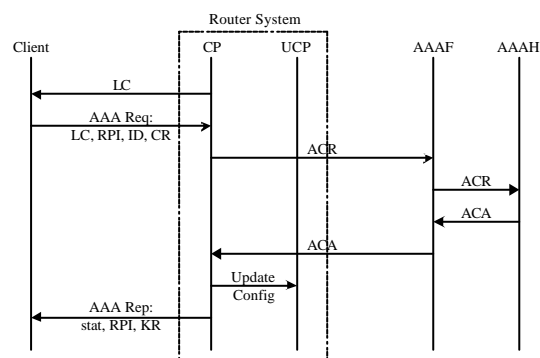 Router System
Client
CP
UCP
AAAF
AAAH
LC
AAA Req:
LC, RPI, ID, CR
ACR
ACR
ACA
ACA
Update
Config
AAA Rep:
stat, RPI, KR